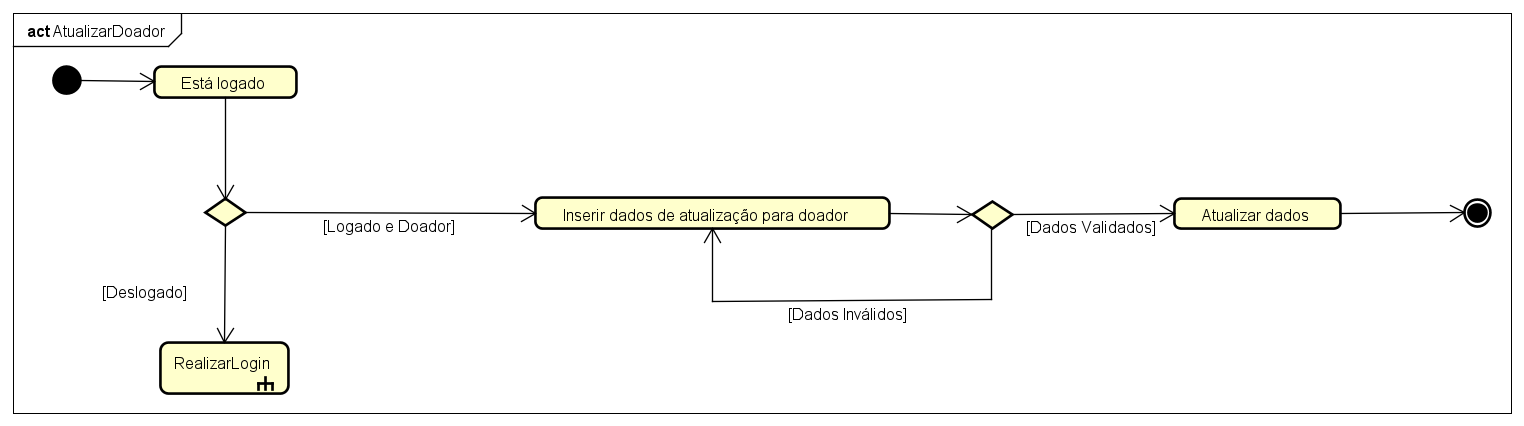 act AtualizarDoador
Está logado
[Logado e Doador]
Inserir dados de atualização para doador
[Dados Validados]
Atualizar dados
[Deslogado]
[Dados Inválidos]
RealizarLogin